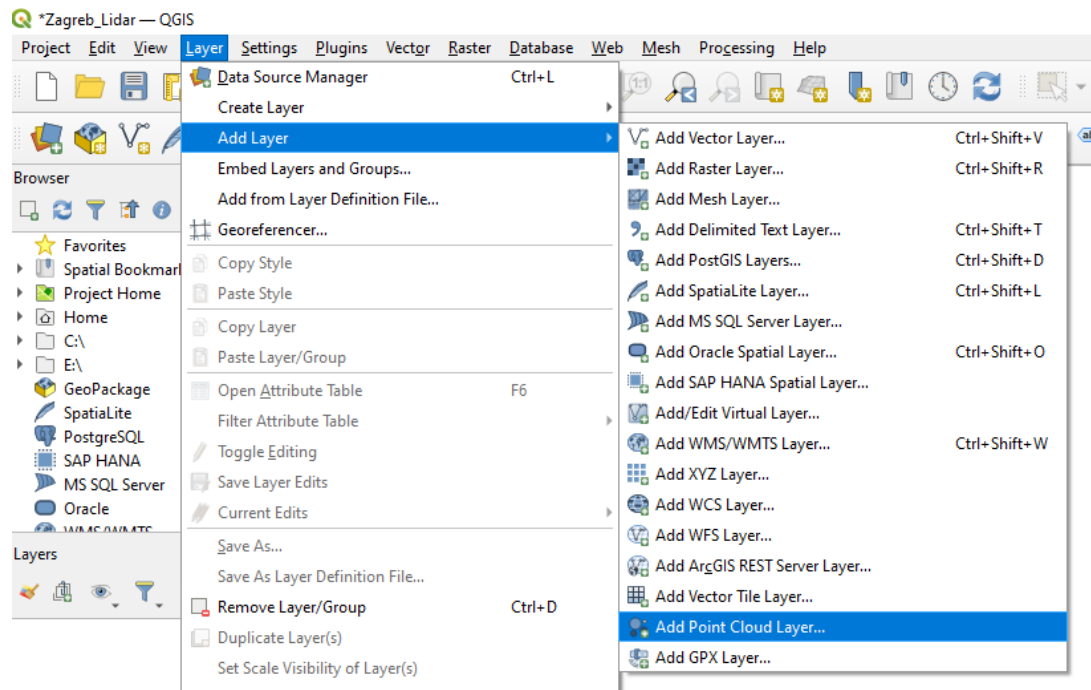 *Zagreb_Lidar — QGIS
Project Edit View Layer Settings Plugins Vector Raster Database Web Mesh Processing Help
Data Source Manager Ctrl+L
Create Layer
Add Layer
Embed Layers and Groups...
Add from Layer Definition File...
Georeferencer...
Copy Style
Paste Style
Copy Layer
Paste Layer/Group
Open Attribute Table F6
Filter Attribute Table
Toggle Editing
Save Layer Edits
Current Edits
Save As...
Save As Layer Definition File...
Remove Layer/Group Ctrl+D
Duplicate Layer(s)
Set Scale Visibility of Layer(s)
Add Vector Layer... Ctrl+Shift+V
Add Raster Layer... Ctrl+Shift+R
Add Mesh Layer...
Add Delimited Text Layer... Ctrl+Shift+T
Add PostGIS Layers... Ctrl+Shift+D
Add SpatiaLite Layer... Ctrl+Shift+L
Add MS SQL Server Layer...
Add Oracle Spatial Layer... Ctrl+Shift+O
Add SAP HANA Spatial Layer...
Add/Edit Virtual Layer...
Add WMS/WMTS Layer... Ctrl+Shift+W
Add XYZ Layer...
Add WCS Layer...
Add WFS Layer...
Add ArcGIS REST Server Layer...
Add Vector Tile Layer...
Add Point Cloud Layer...
Add GPX Layer...
Browser
Favorites
Spatial Bookmar
Project Home
Home
C:\
E:\
GeoPackage
SpatiaLite
PostgreSQL
SAP HANA
MS SQL Server
Oracle
WMS/WMTS
Layers